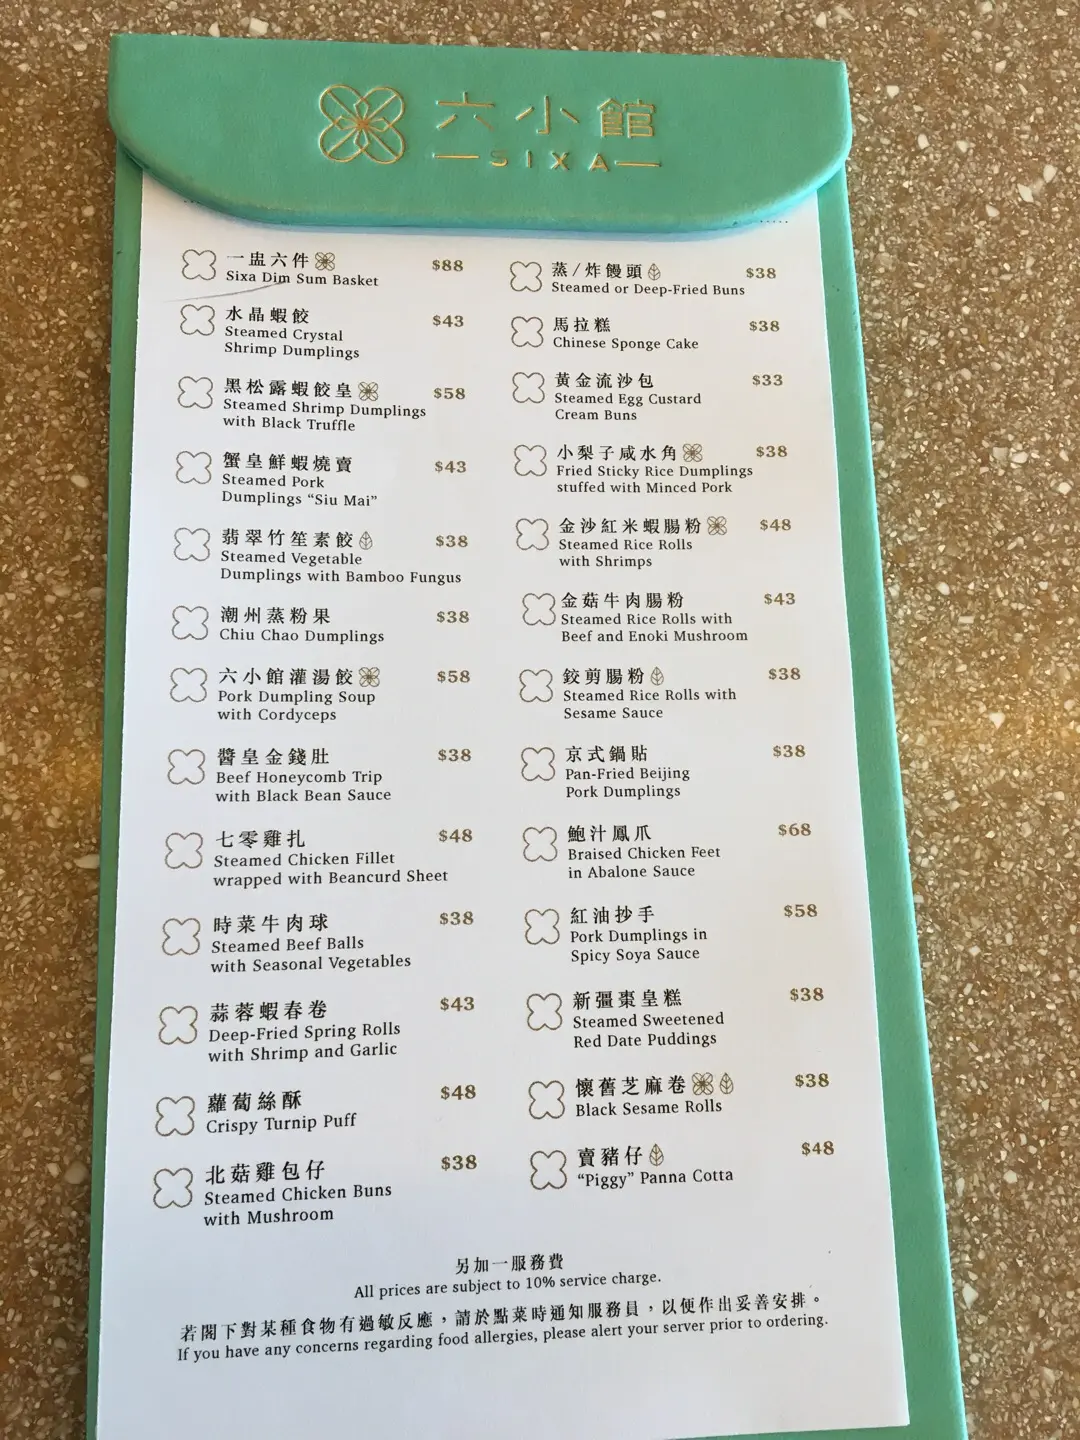 六小館
SIXA
一盅六件
$88
Sixa Dim Sum Basket
水晶蝦餃
$43
Steamed Crystal
Shrimp Dumplings
黑松露蝦餃皇
$58
Steamed Shrimp Dumplings
with Black Truffle
蟹皇鮮蝦燒賣
$43
Steamed Pork
Dumplings “Siu Mai”
翡翠竹笙素餃
$38
Steamed Vegetable
Dumplings with Bamboo Fungus
潮州蒸粉果
$38
Chiu Chao Dumplings
六小館灌湯餃
$58
Pork Dumpling Soup
with Cordyceps
醬皇金錢肚
$38
Beef Honeycomb Trip
with Black Bean Sauce
七零雞扎
$48
Steamed Chicken Fillet
wrapped with Beancurd Sheet
時菜牛肉球
$38
Steamed Beef Balls
with Seasonal Vegetables
蒜蓉蝦春卷
$43
Deep-Fried Spring Rolls
with Shrimp and Garlic
蘿蔔絲酥
$48
Crispy Turnip Puff
北菇雞包仔
$38
Steamed Chicken Buns
with Mushroom
蒸/炸饅頭
$38
Steamed or Deep-Fried Buns
馬拉糕
$38
Chinese Sponge Cake
黃金流沙包
$33
Steamed Egg Custard
Cream Buns
小梨子咸水角
$38
Fried Sticky Rice Dumplings
stuffed with Minced Pork
金沙紅米蝦腸粉
$48
Steamed Rice Rolls
with Shrimps
金菇牛肉腸粉
$43
Steamed Rice Rolls with
Beef and Enoki Mushroom
鉸剪腸粉
$38
Steamed Rice Rolls with
Sesame Sauce
京式鍋貼
$38
Pan-Fried Beijing
Pork Dumplings
鮑汁鳳爪
$68
Braised Chicken Feet
in Abalone Sauce
紅油抄手
$58
Pork Dumplings in
Spicy Soya Sauce
新疆棗皇糕
$38
Steamed Sweetened
Red Date Puddings
懷舊芝麻卷
$38
Black Sesame Rolls
賣豬仔
$48
“Piggy” Panna Cotta
另加一服務費
All prices are subject to 10% service charge.
若閣下對某種食物有過敏反應，請於點菜時通知服務員，以便作出妥善安排。
If you have any concerns regarding food allergies, please alert your server prior to ordering.